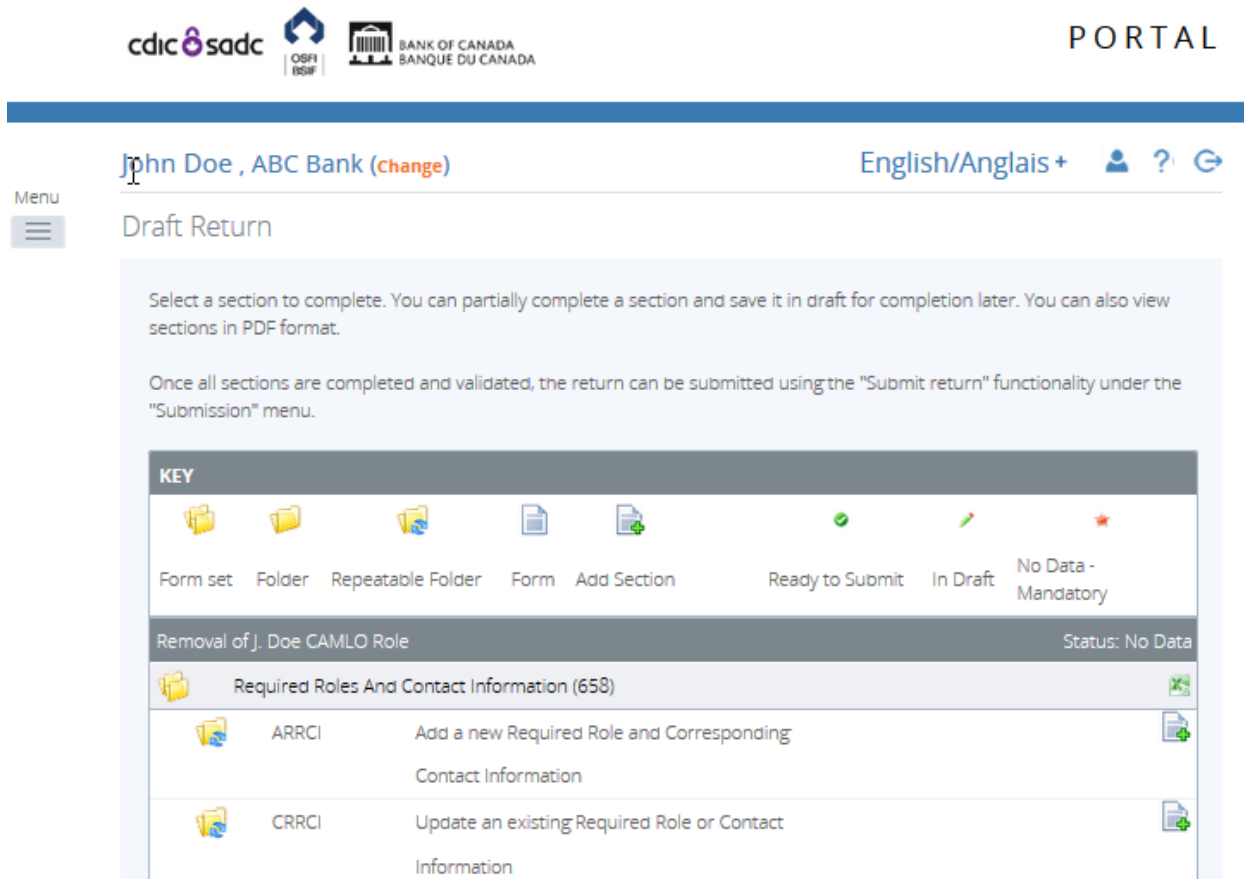 cdic sadc
OSFI
BSIF
BANK OF CANADA
BANQUE DU CANADA
PORTAL
John Doe , ABC Bank (Change)
English/Anglais +
?
Menu
Draft Return
Select a section to complete. You can partially complete a section and save it in draft for completion later. You can also view
sections in PDF format.
Once all sections are completed and validated, the return can be submitted using the "Submit return" functionality under the
"Submission" menu.
KEY
Form set Folder Repeatable Folder Form Add Section Ready to Submit In Draft No Data -
Mandatory
Removal of J. Doe CAMLO Role Status: No Data
Required Roles And Contact Information (658)
ARRCI Add a new Required Role and Corresponding
Contact Information
CRRCI Update an existing Required Role or Contact
Information